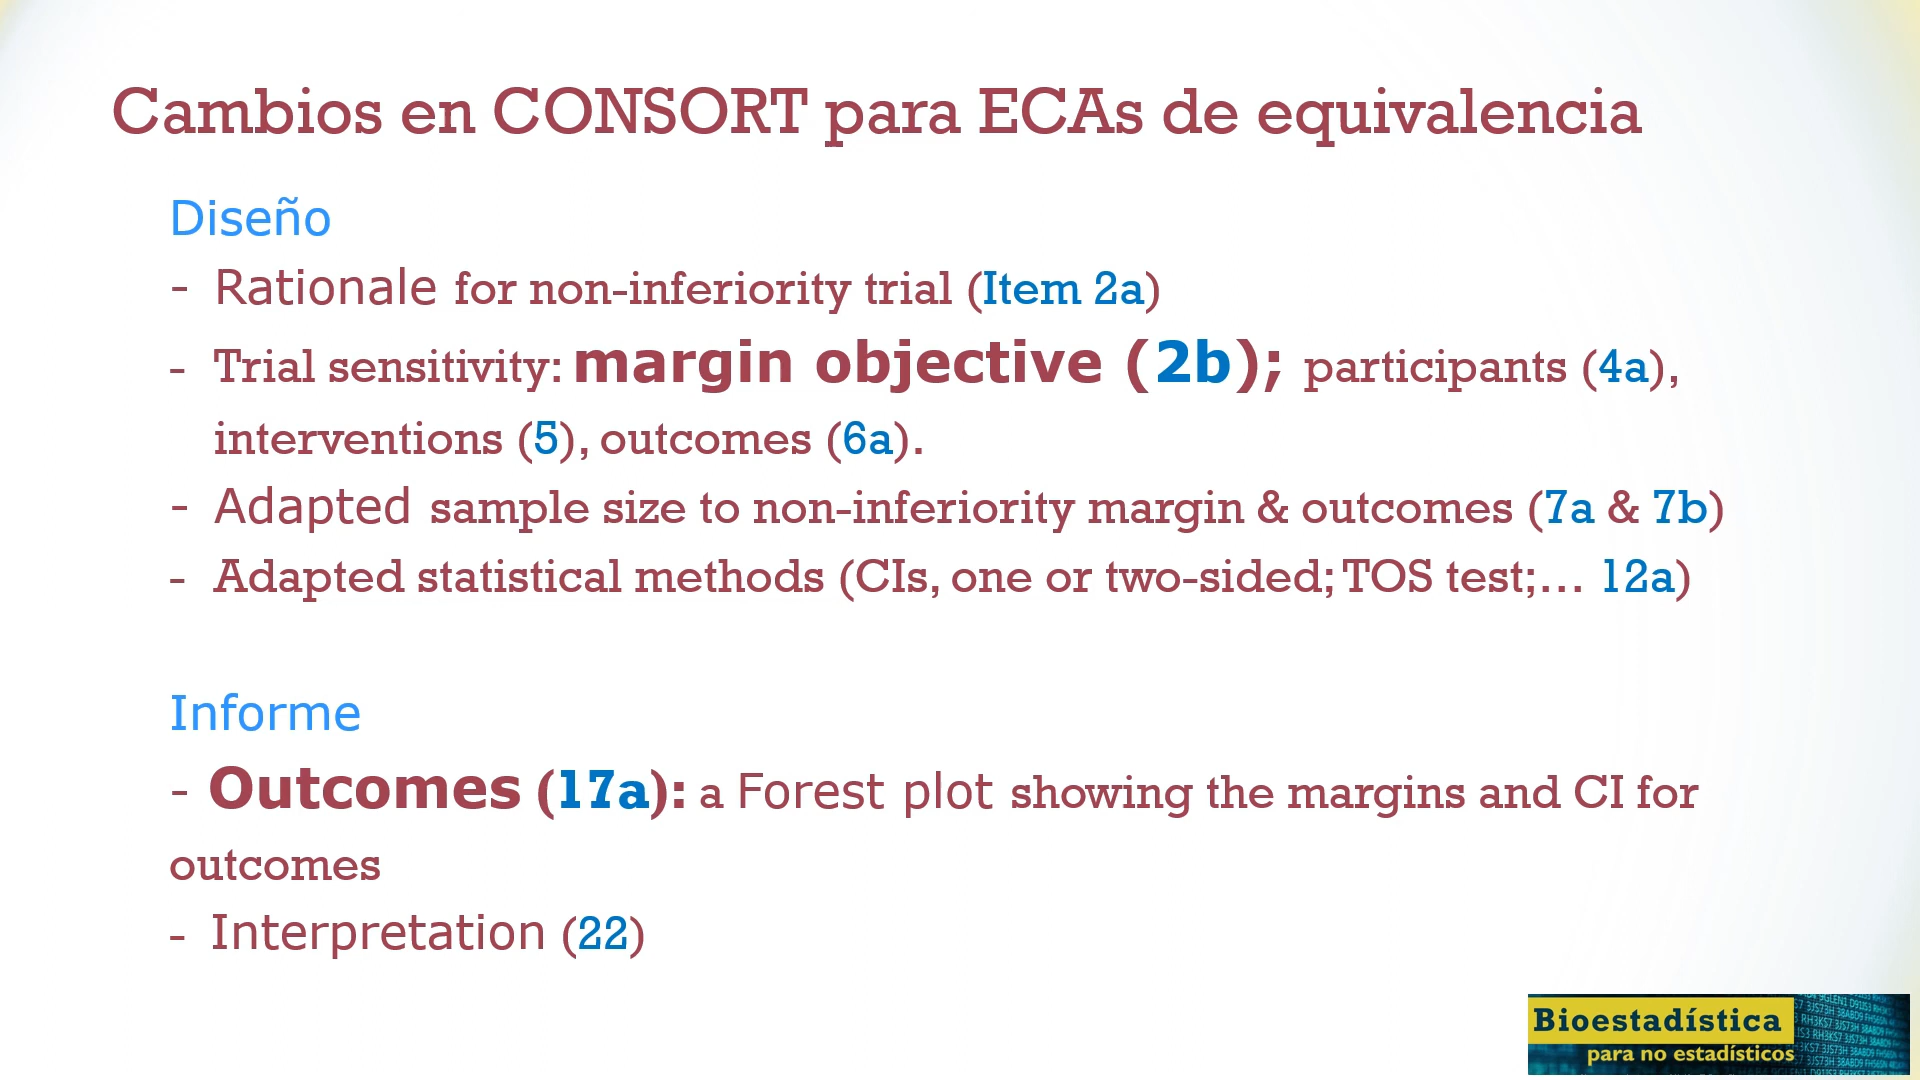 Cambios en CONSORT para ECAs de equivalencia
Diseño
- Rationale for non-inferiority trial (Item 2a)
- Trial sensitivity: margin objective (2b); participants (4a),
interventions (5), outcomes (6a).
- Adapted sample size to non-inferiority margin & outcomes (7a & 7b)
- Adapted statistical methods (CIs, one or two-sided; TOS test;... 12a)
Informe
- Outcomes (17a): a Forest plot showing the margins and CI for
outcomes
- Interpretation (22)
Bioestadística
para no estadísticos